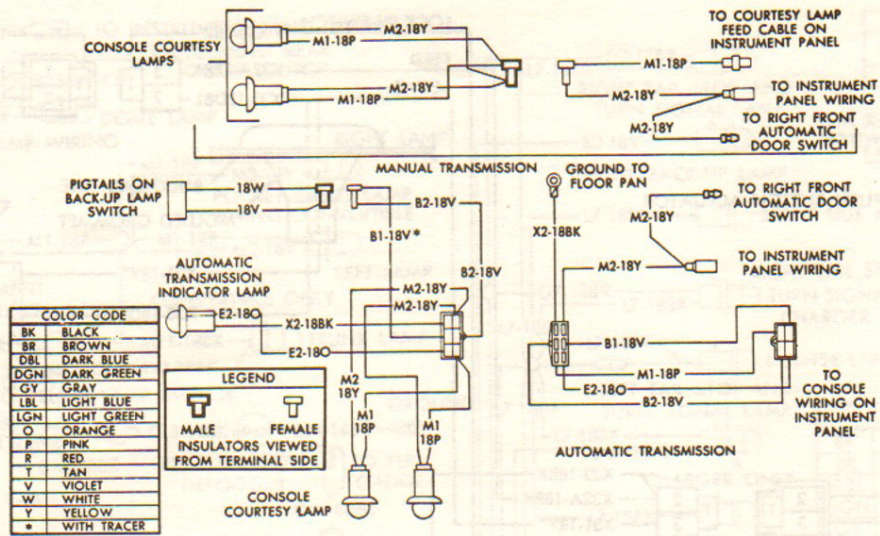 CONSOLE COURTESY
LAMPS
M2-18Y
M1-18P
M2-18Y
M1-18P
TO COURTESY LAMP
FEED CABLE ON
INSTRUMENT PANEL
M1-18P
M2-18Y
M2-18Y
TO INSTRUMENT
PANEL WIRING
TO RIGHT FRONT
AUTOMATIC
DOOR SWITCH
MANUAL TRANSMISSION
PIGTAILS ON
BACK-UP LAMP
SWITCH
18W
18V
B2-18V
B1-18V*
B2-18V
GROUND TO
FLOOR PAN
X2-18BK
TO RIGHT FRONT
AUTOMATIC DOOR
SWITCH
M2-18Y
M2-18Y
TO INSTRUMENT
PANEL WIRING
AUTOMATIC
TRANSMISSION
INDICATOR LAMP
E2-18O
X2-18BK
E2-18O
M2-18Y
M2-18Y
M2
18Y
M1
18P
M1
18P
CONSOLE
COURTESY LAMP
B1-18V
M1-18P
E2-18O
B2-18V
TO
CONSOLE
WIRING ON
INSTRUMENT
PANEL
AUTOMATIC TRANSMISSION
COLOR CODE
BK BLACK
BR BROWN
DBL DARK BLUE
DGN DARK GREEN
GY GRAY
LBL LIGHT BLUE
LGN LIGHT GREEN
O ORANGE
P PINK
R RED
T TAN
V VIOLET
W WHITE
Y YELLOW
* WITH TRACER
LEGEND
MALE FEMALE
INSULATORS VIEWED
FROM TERMINAL SIDE